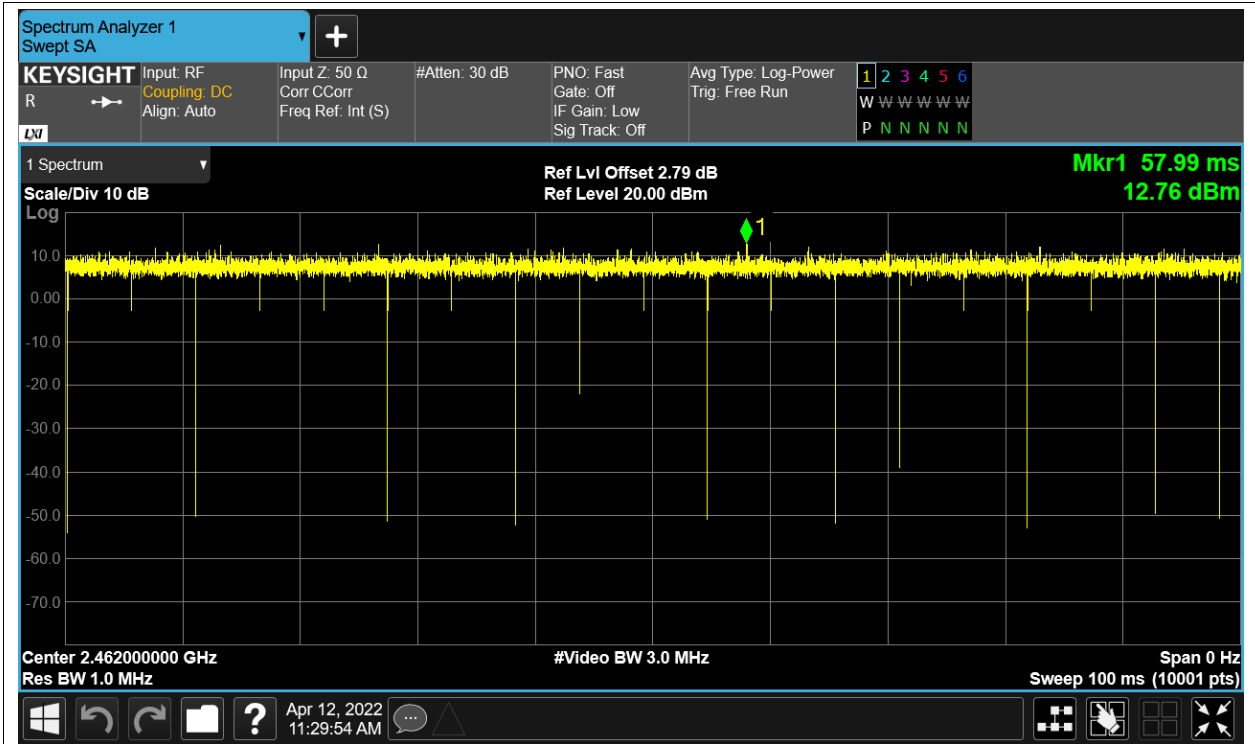 Spectrum Analyzer 1
Swept SA
KEYSIGHT
R
LXI
Input: RF
Coupling: DC
Align: Auto
Input Z: 50 Ω
Corr CCorr
Freq Ref: Int (S)
#Atten: 30 dB
PNO: Fast
Gate: Off
IF Gain: Low
Sig Track: Off
Avg Type: Log-Power
Trig: Free Run
1 2 3 4 5 6
W W W W W W
P N N N N N
1 Spectrum
Scale/Div 10 dB
Log
Ref Lvl Offset 2.79 dB
Ref Level 20.00 dBm
Mkr1 57.99 ms
12.76 dBm
1
10.0
0.00
-10.0
-20.0
-30.0
-40.0
-50.0
-60.0
-70.0
Center 2.462000000 GHz
Res BW 1.0 MHz
#Video BW 3.0 MHz
Span 0 Hz
Sweep 100 ms (10001 pts)
?
Apr 12, 2022
11:29:54 AM